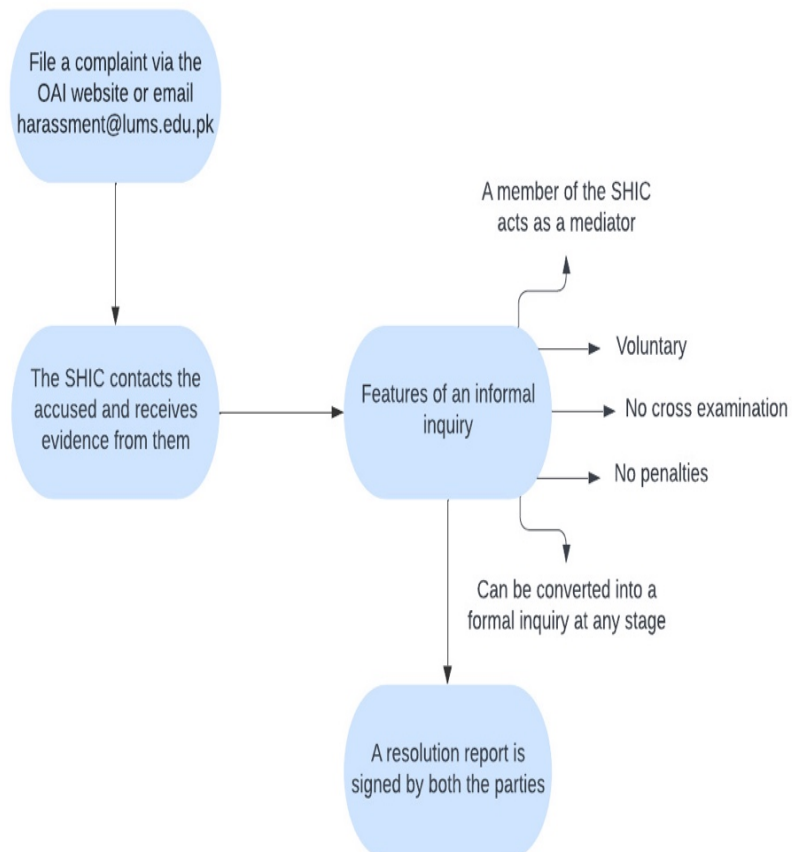 File a complaint via the
OAI website or email
harassment@lums.edu.pk
The SHIC contacts the
accused and receives
evidence from them
Features of an informal
inquiry
A member of the SHIC
acts as a mediator
Voluntary
No cross examination
No penalties
Can be converted into a
formal inquiry at any stage
A resolution report is
signed by both the parties